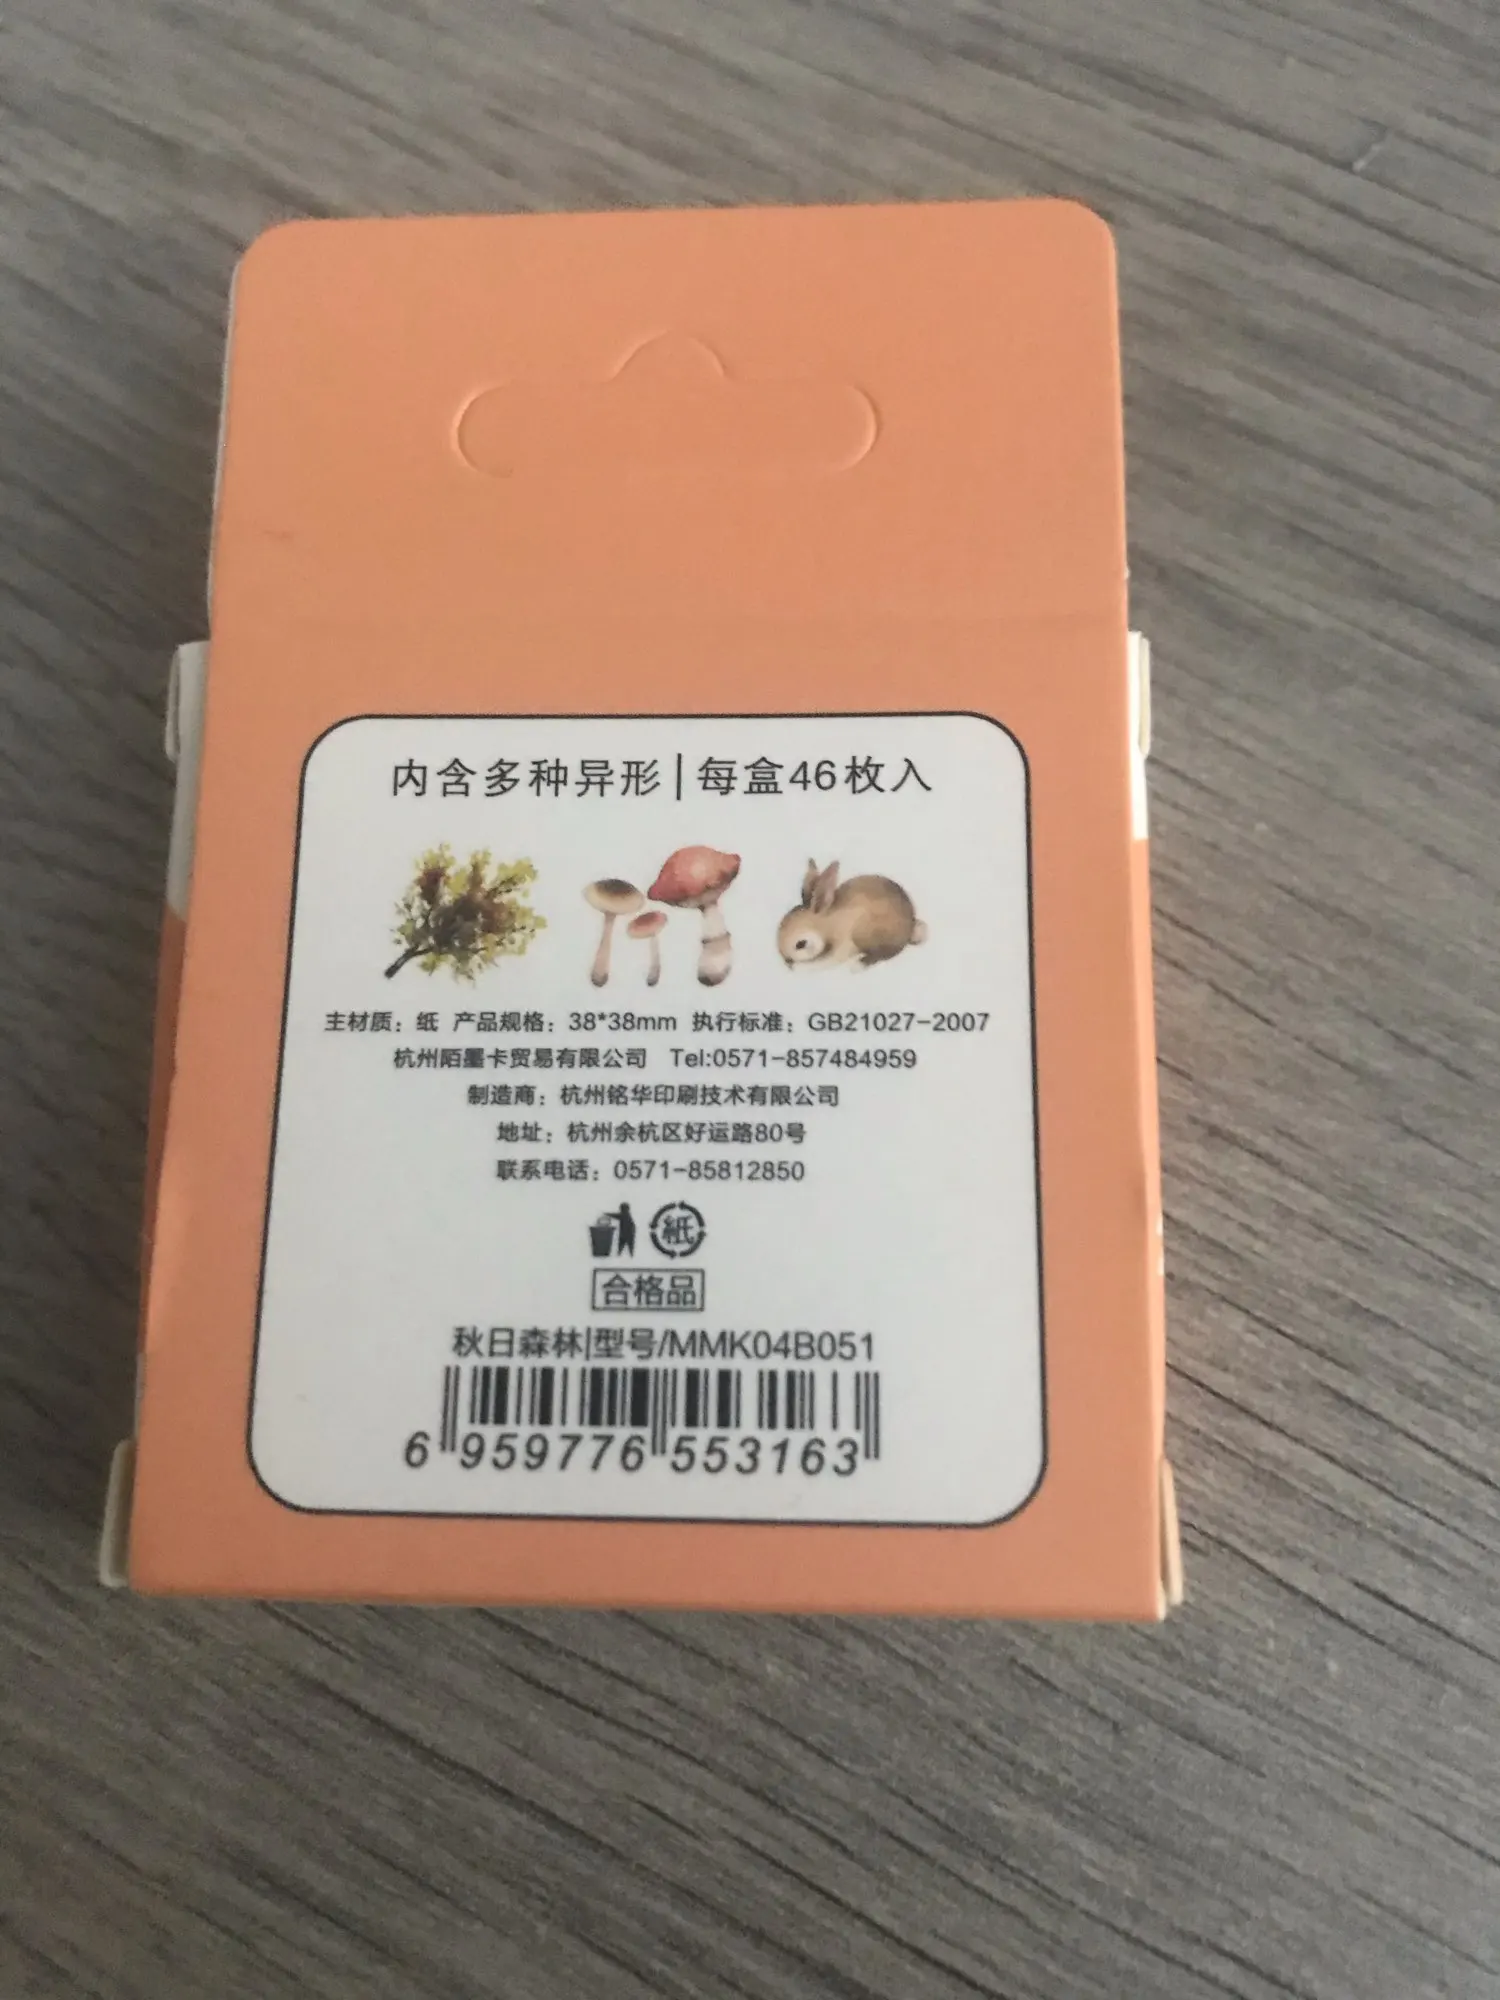 内含多种异形|每盒46枚入
主材质：纸 产品规格：38*38mm 执行标准：GB21027-2007
杭州陌墨卡贸易有限公司 Tel:0571-857484959
制造商：杭州铭华印刷技术有限公司
地址：杭州余杭区好运路80号
联系电话：0571-85812850
紙
合格品
秋日森林|型号/MMK04B051
6 959776 553163